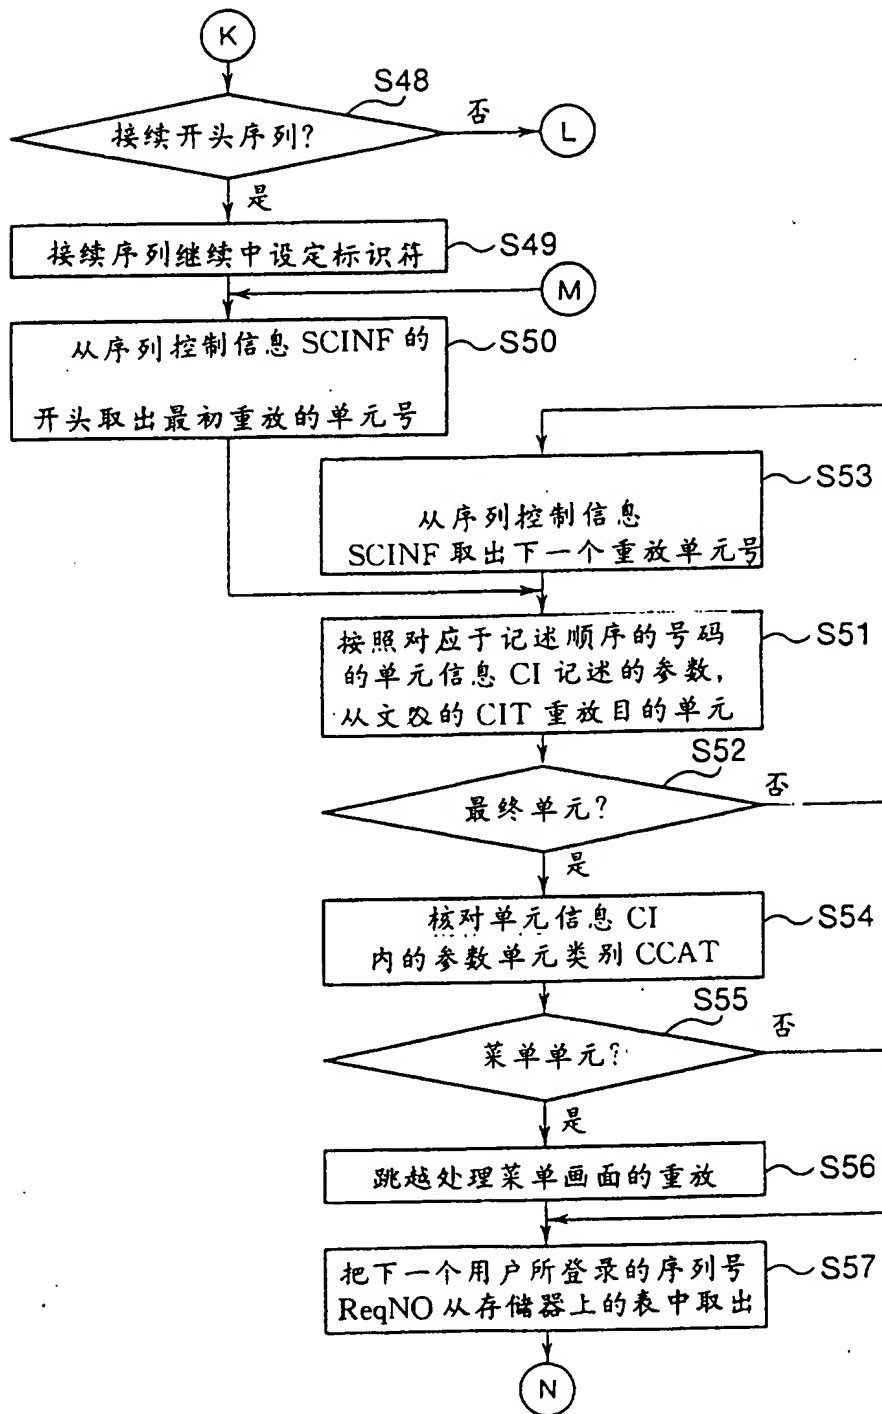 K
S48
接续开头序列?
否
L
是
接续序列继续中设定标识符
S49
M
从序列控制信息 SCINF 的
开头取出最初重放的单元号
S50
S53
从序列控制信息
SCINF 取出下一个重放单元号
按照对应于记述顺序的号码
的单元信息 CI 记述的参数,
从文的 CIT 重放目的单元
S51
S52
最终单元?
否
是
核对单元信息 CI
内的参数单元类别 CCAT
S54
S55
菜单单元?
否
是
跳越处理菜单画面的重放
S56
把下一个用户所登录的序列号
ReqNO 从存储器上的表中取出
S57
N